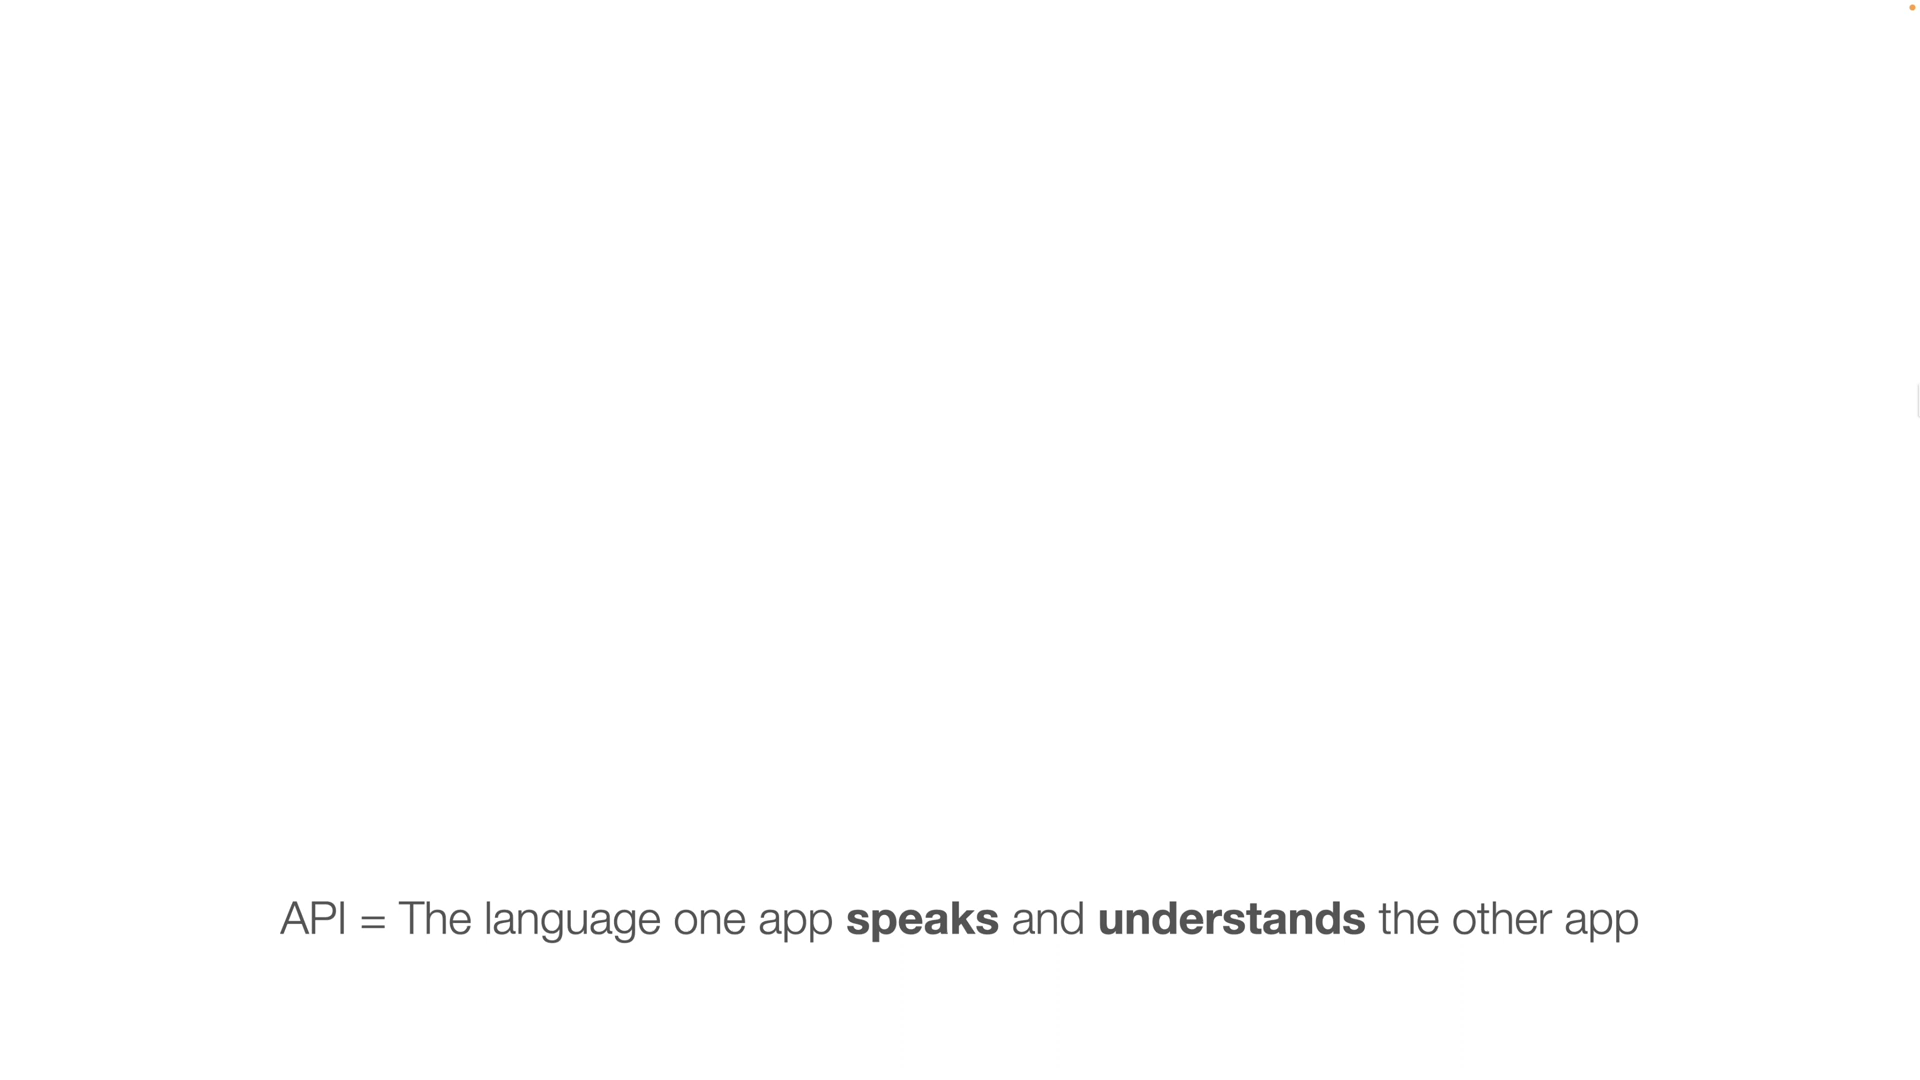 API = The language one app speaks and understands the other app